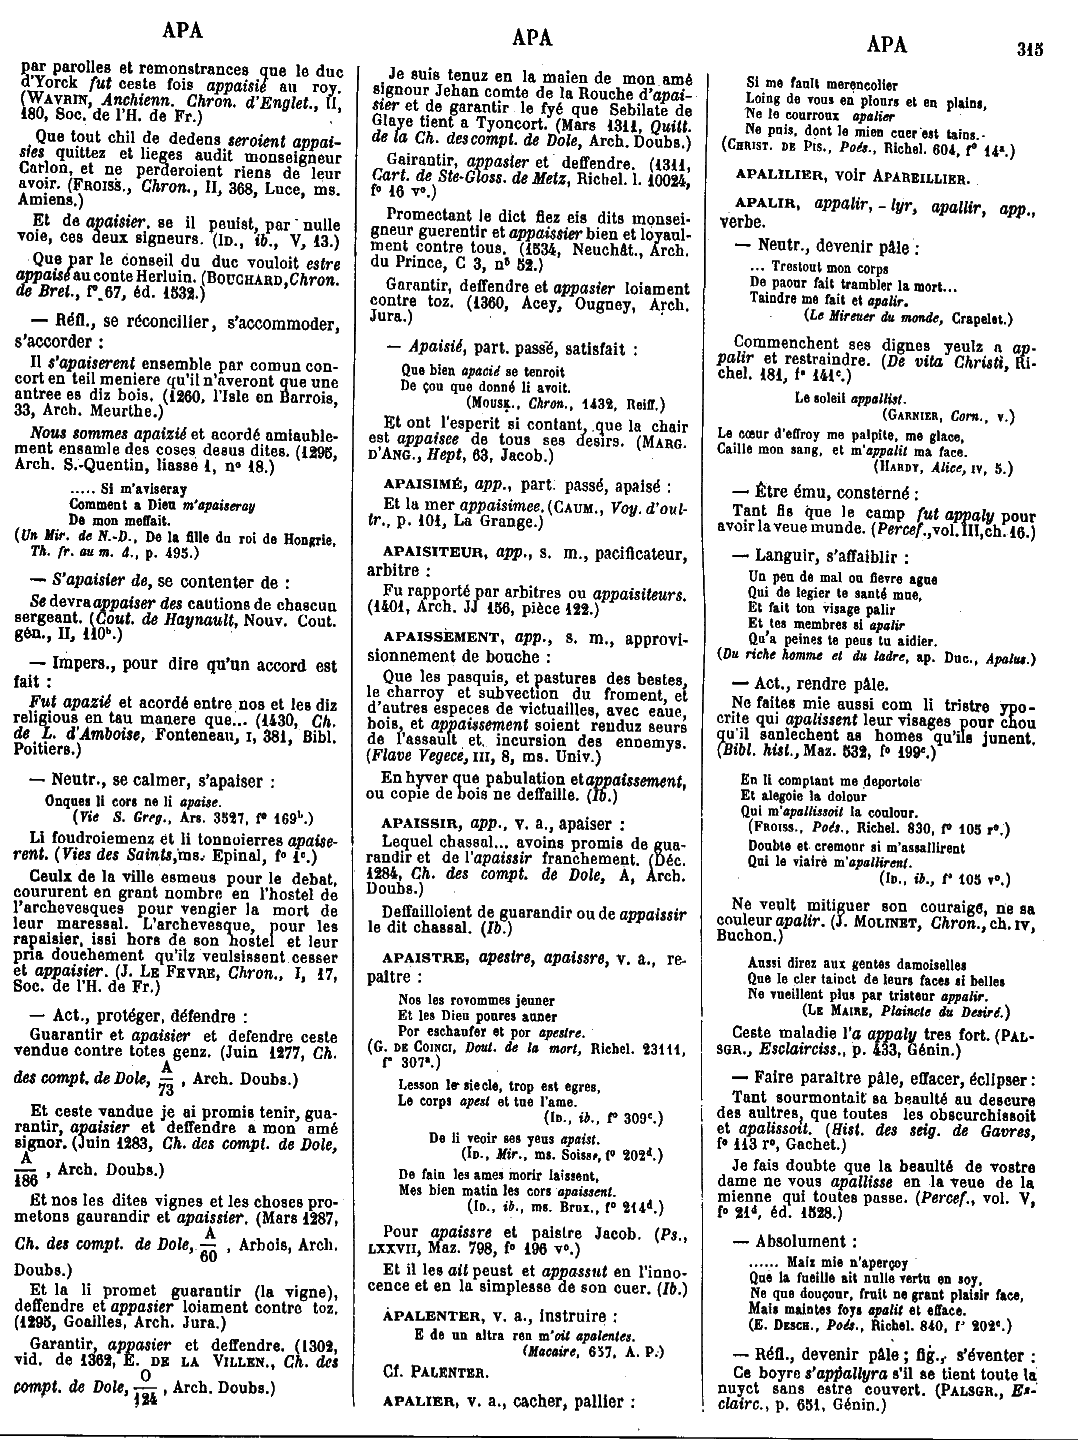 APA
APA
APA
315
par parolles et remonstrances que le duc
d'Yorck fut ceste fois appaisié au roy.
(WAVRIN, Anchienn. Chron. d'Englet., II,
180, Soc. de l'H. de Fr.)
Que tout chil de dedens seroient appai-
siés quittez et lieges audit monseigneur
Carlon, et ne perderoient riens de leur
avoir. (FROISS., Chron., II, 368, Luce, ms.
Amiens.)
Et de apaisier, se il peuist, par nulle
voie, ces deux signeurs. (ID., ib., V, 13.)
Que par le conseil du duc vouloit estre
appaisé au conte Herluin. (BOUCHARD, Chron.
de Bret., f° 67, éd. 1532.)
— Réfl., se réconcilier, s'accommoder,
s'accorder :
Il s'apaiserent ensemble par comun con-
cort en teil meniere qu'il n'averont que une
antree es diz bois. (1260, l'Isle en Barrois,
33, Arch. Meurthe.)
Nous sommes apaizié et acordé amiauble-
ment ensamle des coses desus dites. (1295,
Arch. S.-Quentin, liasse 1, n° 18.)
..... Si m'aviseray
Comment a Dieu m'apaiseray
De mon meffait.
(Un Mir. de N.-D., De la fille du roi de Hongrie,
Th. fr. au m. â., p. 495.)
— S'apaisier de, se contenter de :
Se devra appaiser des cautions de chascun
sergeant. (Cout. de Haynault, Nouv. Cout.
gén., II, 110b.)
— Impers., pour dire qu'un accord est
fait :
Fut apazié et acordé entre nos et les diz
religious en tau manere que... (1430, Ch.
de L. d'Amboise, Fonteneau, I, 381, Bibl.
Poitiers.)
— Neutr., se calmer, s'apaiser :
Onques li cors ne li apaise.
(Vie S. Greg., Ars. 3527, f° 169b.)
Li foudroiemenz et li tonnoierres apaise-
rent. (Vies des Saints, ms. Epinal, f° 1c.)
Ceulx de la ville esmeus pour le debat,
coururent en grant nombre en l'hostel de
l'archevesques pour vengier la mort de
leur maressal. L'archevesque, pour les
rapaisier, issi hors de son hostel et leur
pria douchement qu'ilz veulsissent cesser
et appaisier. (J. LE FEVRE, Chron., I, 17,
Soc. de l'H. de Fr.)
— Act., protéger, défendre :
Guarantir et apaisier et defendre ceste
vendue contre totes genz. (Juin 1277, Ch.
des compt. de Dole, A/73, Arch. Doubs.)
Et ceste vandue je ai promis tenir, gua-
rantir, apaisier et deffendre a mon amé
signor. (Juin 1283, Ch. des compt. de Dole,
A/186, Arch. Doubs.)
Et nos les dites vignes et les choses pro-
metons gaurandir et apaissier. (Mars 1287,
Ch. des compt. de Dole, A/60, Arbois, Arch.
Doubs.)
Et la li promet guarantir (la vigne),
deffendre et appasier loiament contre toz.
(1295, Goailles, Arch. Jura.)
Garantir, appasier et deffendre. (1302,
vid. de 1362, E. DE LA VILLEN., Ch. des
compt. de Dole, O/124, Arch. Doubs.)
Je suis tenuz en la maien de mon amé
signour Jehan comte de la Rouche d'apai-
sier et de garantir le fyé que Sebilate de
Glaye tient a Tyoncort. (Mars 1311, Quitt.
de la Ch. des compt. de Dole, Arch. Doubs.)
Gairantir, appasier et deffendre. (1311,
Cart. de Ste-Gloss. de Metz, Richel. l. 10024,
f° 16 v°.)
Promectant le dict fiez eis dits monsei-
gneur guerentir et appaissier bien et loyaul-
ment contre tous. (1534, Neuchât., Arch.
du Prince, C 3, n° 52.)
Garantir, deffendre et appasier loiament
contre toz. (1360, Acey, Ougney, Arch.
Jura.)
— Apaisié, part. passé, satisfait :
Que bien apacié se tenroit
De çou que donné li avoit.
(MOUSK., Chron., 1432, Reiff.)
Et ont l'esperit si contant, que la chair
est appaisee de tous ses desirs. (MARG.
D'ANG., Hept, 63, Jacob.)
APAISIMÉ, app., part. passé, apaisé :
Et la mer appaisimee. (CAUM., Voy. d'oul-
tr., p. 101, La Grange.)
APAISITEUR, app., s. m., pacificateur,
arbitre :
Fu rapporté par arbitres ou appaisiteurs.
(1401, Arch. JJ 156, pièce 122.)
APAISSEMENT, app., s. m., approvi-
sionnement de bouche :
Que les pasquis, et pastures des bestes,
le charroy et subvection du froment, et
d'autres especes de victuailles, avec eaue,
bois, et appaissement soient renduz seurs
de l'assault et incursion des ennemys.
(Flave Vegece, III, 8, ms. Univ.)
En hyver que pabulation et appaissement,
ou copie de bois ne deffaille. (Ib.)
APAISSIR, app., v. a., apaiser :
Lequel chassal... avoins promis de gua-
randir et de l'apaissir franchement. (Déc.
1284, Ch. des compt. de Dole, A, Arch.
Doubs.)
Deffailloient de guarandir ou de appaissir
le dit chassal. (Ib.)
APAISTRE, apestre, apaissre, v. a., re-
paître :
Nos les rovommes jeuner
Et les Dieu poures auner
Por eschaufer et por apestre.
(G. DE COINCI, Dout. de la mort, Richel. 23111,
f° 307a.)
Lesson le siecle, trop est egres,
Le corps apest et tue l'ame.
(ID., ib., f° 309c.)
De li veoir ses yeus apaist.
(ID., Mir., ms. Soiss., f° 202d.)
De fain les ames morir laissent,
Mes bien matin les cors apaissent.
(ID., ib., ms. Brux., f° 214d.)
Pour apaissre et paistre Jacob. (Ps.,
LXXVII, Maz. 798, f° 196 v°.)
Et il les ait peust et appassut en l'inno-
cence et en la simplesse de son cuer. (Ib.)
APALENTER, v. a., instruire :
E de un altra ren m'oit apalentes.
(Macaire, 657, A. P.)
Cf. PALENTER.
APALIER, v. a., cacher, pallier :
Si me fault merencolier
Loing de vous en plours et en plains,
Ne le courroux apalier
Ne puis, dont le mien cuer est tains.
(CHRIST. DE PIS., Poés., Richel. 604, f° 14a.)
APALILIER, voir APAREILLIER.
APALIR, appalir, - lyr, apallir, app.,
verbe.
— Neutr., devenir pâle :
... Trestout mon corps
De paour fait trambler la mort...
Taindre me fait et apalir.
(Le Mireuer du monde, Crapelet.)
Commenchent ses dignes yeulz a ap-
palir et restraindre. (De vita Christi, Ri-
chel. 181, f° 141c.)
Le soleil appallist.
(GARNIER, Corn., v.)
Le cœur d'effroy me palpite, me glace,
Caille mon sang, et m'appalit ma face.
(HARDY, Alice, IV, 5.)
— Être ému, consterné :
Tant fis que le camp fut appaly pour
avoir la veue munde. (Percef., vol. III, ch. 16.)
— Languir, s'affaiblir :
Un peu de mal ou fievre ague
Qui de legier te santé mue,
Et fait ton visage palir
Et tes membres si apalir
Qu'a peines te peus tu aidier.
(Du riche homme et du ladre, ap. Duc., Apalus.)
— Act., rendre pâle.
Ne faites mie aussi com li tristre ypo-
crite qui apalissent leur visages pour chou
qu'il sanlechent as homes qu'ils junent.
(Bibl. hist., Maz. 532, f° 199c.)
En li complant me deportoie
Et alegoie la dolour
Qui m'apallissoit la coulour.
(FROISS., Poés., Richel. 830, f° 105 r°.)
Doubte et cremour si m'assallirent
Qui le viaire m'apallirent.
(ID., ib., f° 105 v°.)
Ne veult mitiguer son couraige, ne sa
couleur apalir. (J. MOLINET, Chron., ch. IV,
Buchon.)
Aussi direz aux gentes damoiselles
Que le cler tainct de leurs faces si belles
Ne vueillent plus par tristeur appalir.
(LE MAIRE, Plaincte du Desiré.)
Ceste maladie l'a appaly tres fort. (PAL-
SGR., Esclairciss., p. 433, Génin.)
— Faire paraître pâle, effacer, éclipser :
Tant sourmontait sa beaulté au deseure
des aultres, que toutes les obscurchissoit
et apalissoit. (Hist. des seig. de Gavres,
f° 113 r°, Gachet.)
Je fais doubte que la beaulté de vostre
dame ne vous apallisse en la veue de la
mienne qui toutes passe. (Percef., vol. V,
f° 21d, éd. 1528.)
— Absolument :
...... Maiz mie n'aperçoy
Que la fueille ait nulle vertu en soy,
Ne que douçour, fruit ne grant plaisir face,
Mais maintes foys apalit et efface.
(E. DESCH., Poés., Richel. 840, f° 202c.)
— Réfl., devenir pâle ; fig., s'éventer :
Ce boyre s'appallyra s'il se tient toute la
nuyct sans estre couvert. (PALSGR., Es-
clairc., p. 651, Génin.)